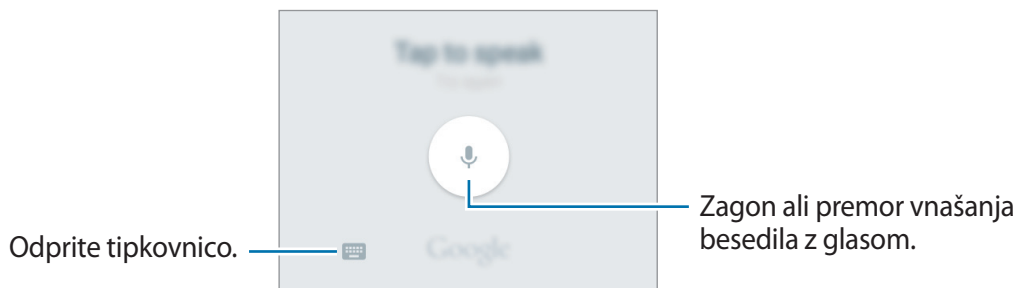 Tap to speak
Zagon ali premor vnašanja
besedila z glasom.
Odprite tipkovnico.
Google